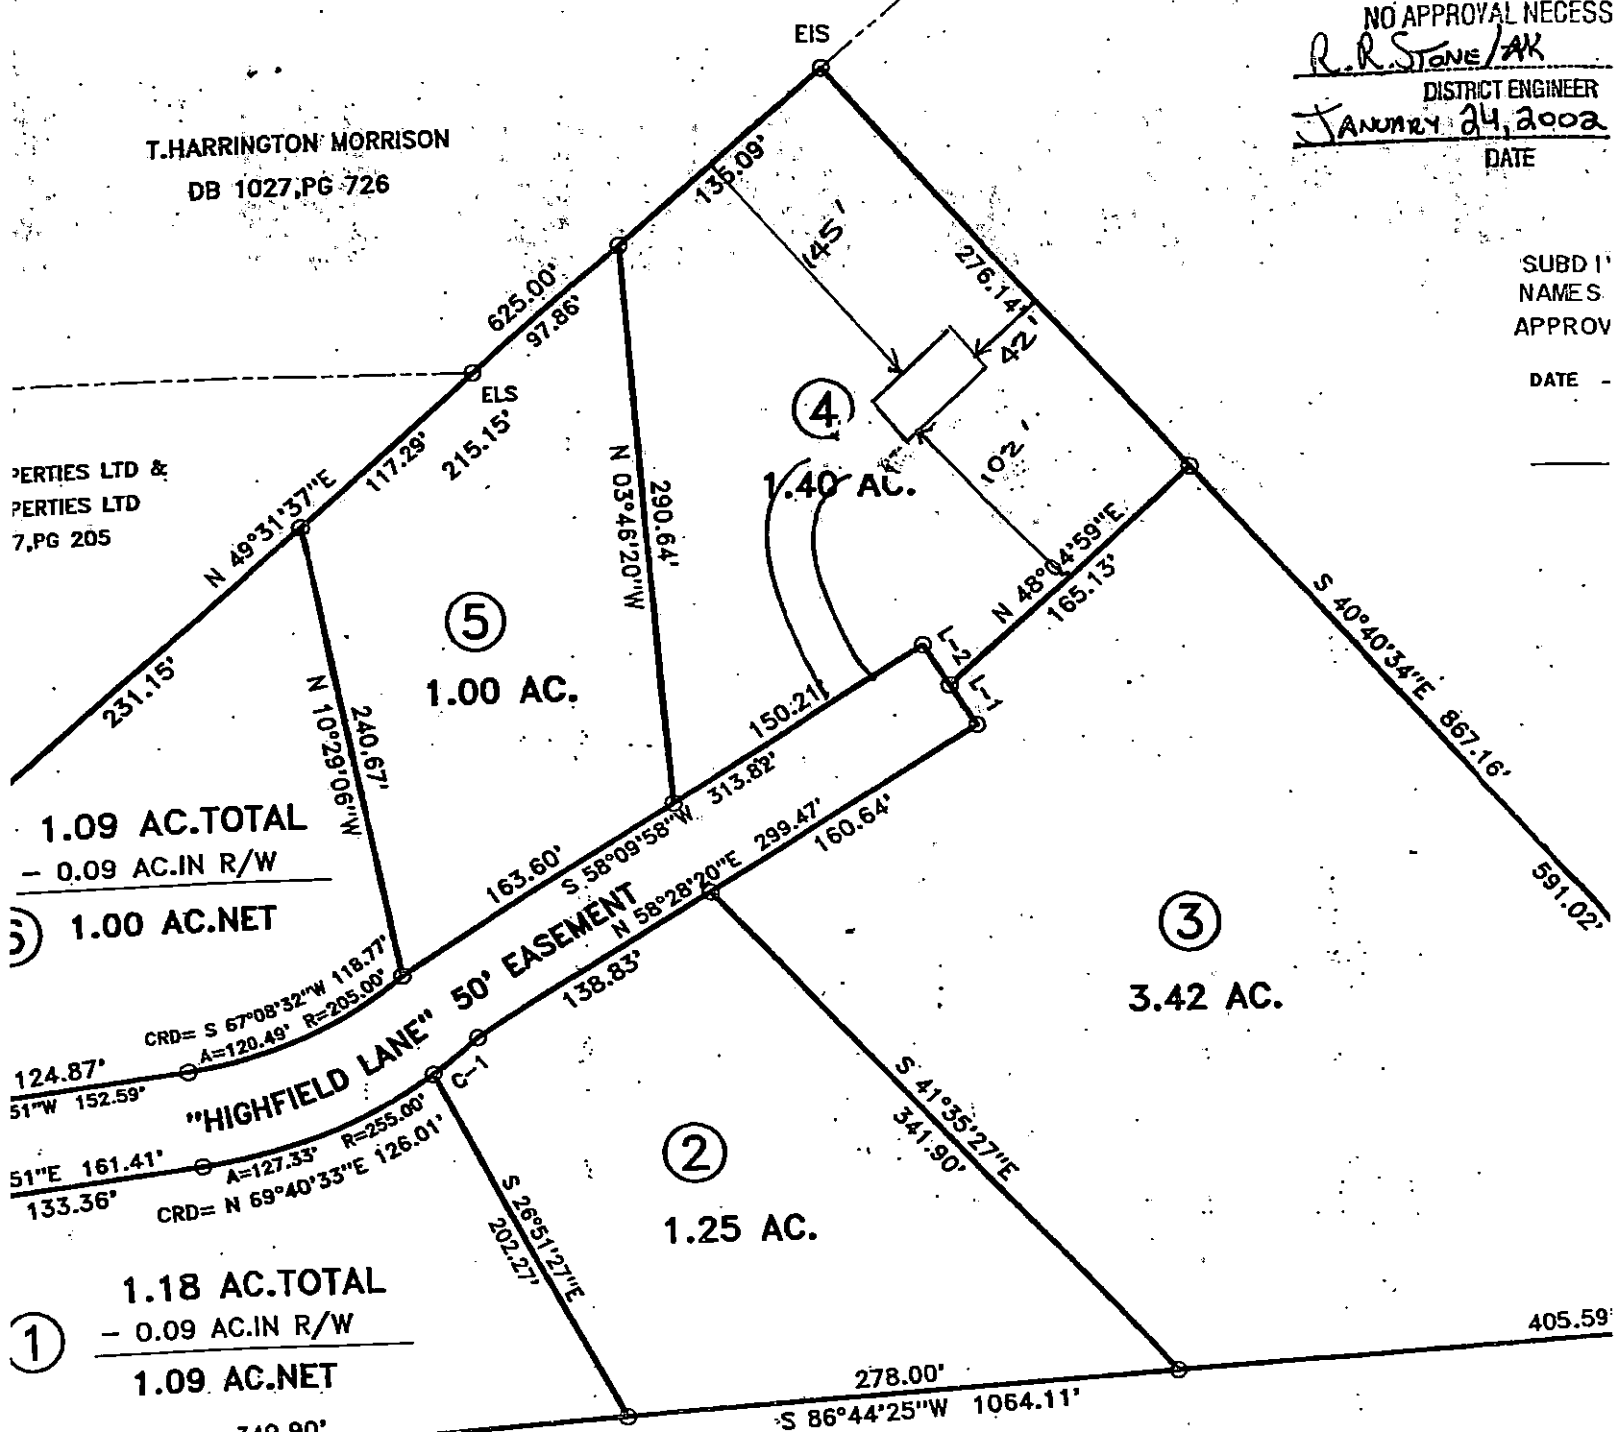 EIS
NO APPROVAL NECESS
R.R. STONE/AK
DISTRICT ENGINEER
JANUARY 24, 2002
DATE
T.HARRINGTON MORRISON
DB 1027,PG 726
135.09'
276.14'
42'
SUBDI
NAMES
APPROV
DATE -
625.00'
97.86'
ELS
215.15'
117.29'
N 49°31'37"E
231.15'
PERTIES LTD &
PERTIES LTD
7,PG 205
4
1.40 AC.
102'
N 03°46'20"W
290.64'
N 48°04'59"E
165.13'
L-2
L-1
S 40°40'34"E 867.16'
591.02'
5
1.00 AC.
N 10°29'06"W
240.67'
150.21'
313.82'
S 58°09'58"W
163.60'
N 58°28'20"E 299.47'
160.64'
138.83'
1.09 AC.TOTAL
- 0.09 AC.IN R/W
1.00 AC.NET
CRD= S 67°08'32"W 118.77'
A=120.49' R=205.00'
"HIGHFIELD LANE" 50' EASEMENT
C-1
124.87'
51"W 152.59'
51"E 161.41'
133.36'
A=127.33' R=255.00'
CRD= N 69°40'33"E 126.01'
3
3.42 AC.
2
1.25 AC.
S 41°35'27"E
341.90'
S 26°51'27"E
202.27'
1.18 AC.TOTAL
- 0.09 AC.IN R/W
1
1.09 AC.NET
278.00'
S 86°44'25"W 1064.11'
405.59'